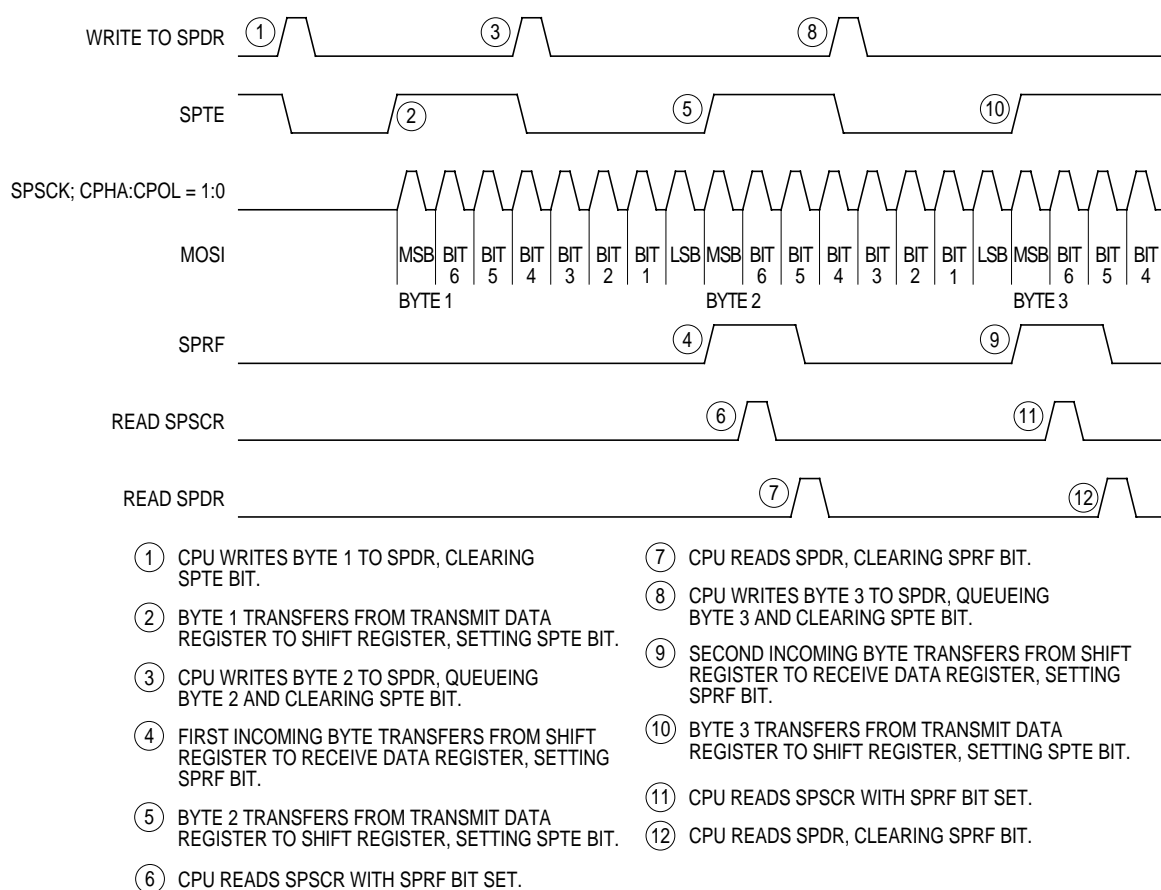 WRITE TO SPDR
1
3
8
SPTE
2
5
10
SPSCK; CPHA:CPOL = 1:0
MOSI
MSB BIT 6 BIT 5 BIT 4 BIT 3 BIT 2 BIT 1 LSB MSB BIT 6 BIT 5 BIT 4 BIT 3 BIT 2 BIT 1 LSB MSB BIT 6 BIT 5 BIT 4
BYTE 1
BYTE 2
BYTE 3
SPRF
4
9
READ SPSCR
6
11
READ SPDR
7
12
1 CPU WRITES BYTE 1 TO SPDR, CLEARING
SPTE BIT.
2 BYTE 1 TRANSFERS FROM TRANSMIT DATA
REGISTER TO SHIFT REGISTER, SETTING SPTE BIT.
3 CPU WRITES BYTE 2 TO SPDR, QUEUEING
BYTE 2 AND CLEARING SPTE BIT.
4 FIRST INCOMING BYTE TRANSFERS FROM SHIFT
REGISTER TO RECEIVE DATA REGISTER, SETTING
SPRF BIT.
5 BYTE 2 TRANSFERS FROM TRANSMIT DATA
REGISTER TO SHIFT REGISTER, SETTING SPTE BIT.
6 CPU READS SPSCR WITH SPRF BIT SET.
7 CPU READS SPDR, CLEARING SPRF BIT.
8 CPU WRITES BYTE 3 TO SPDR, QUEUEING
BYTE 3 AND CLEARING SPTE BIT.
9 SECOND INCOMING BYTE TRANSFERS FROM SHIFT
REGISTER TO RECEIVE DATA REGISTER, SETTING
SPRF BIT.
10 BYTE 3 TRANSFERS FROM TRANSMIT DATA
REGISTER TO SHIFT REGISTER, SETTING SPTE BIT.
11 CPU READS SPSCR WITH SPRF BIT SET.
12 CPU READS SPDR, CLEARING SPRF BIT.